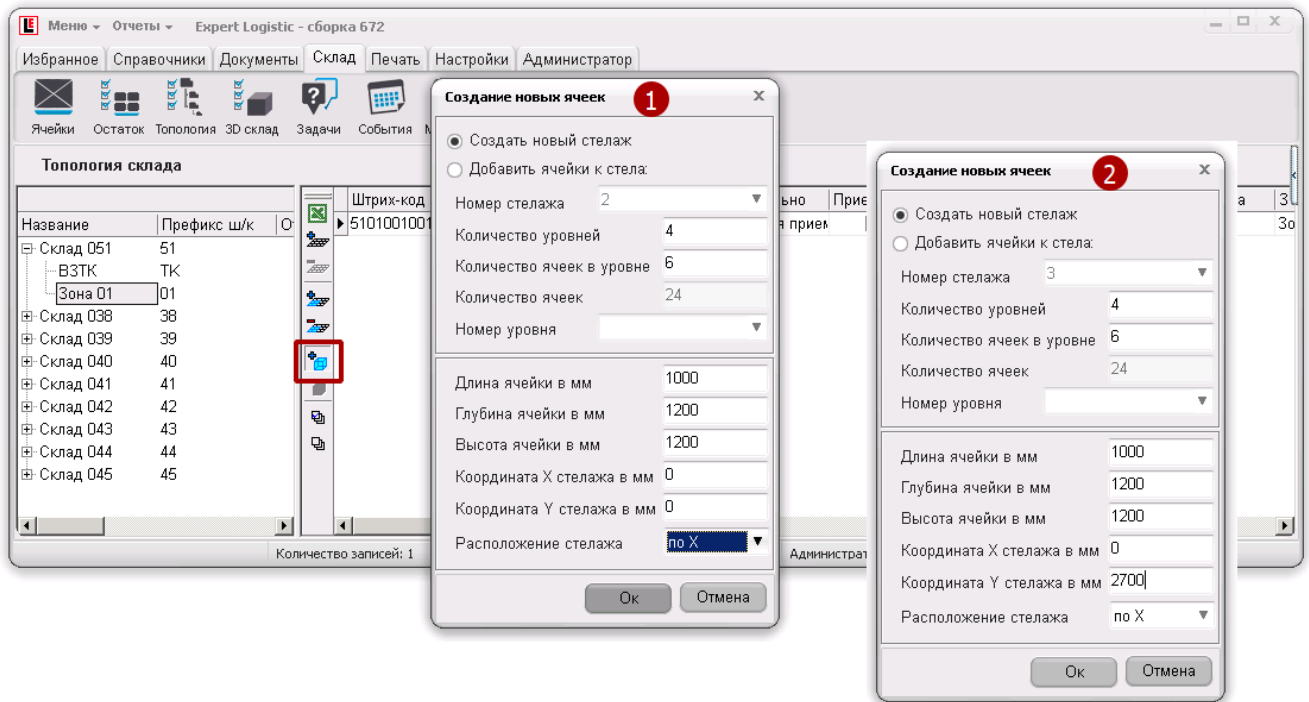 LE Меню Отчеты Expert Logistic - сборка 672
Избранное Справочники Документы Склад Печать Настройки Администратор
Ячейки Остаток Топология 3D склад Задачи События
Топология склада
Название Префикс ш/к
Склад 051 51
ВЗТК ТК
Зона 01 01
Склад 038 38
Склад 039 39
Склад 040 40
Склад 041 41
Склад 042 42
Склад 043 43
Склад 044 44
Склад 045 45
Штрих-код
5101001001
Количество записей: 1
Создание новых ячеек 1 x
Создать новый стелаж
Добавить ячейки к стела:
Номер стелажа 2
Количество уровней 4
Количество ячеек в уровне 6
Количество ячеек 24
Номер уровня
Длина ячейки в мм 1000
Глубина ячейки в мм 1200
Высота ячейки в мм 1200
Координата X стелажа в мм 0
Координата Y стелажа в мм 0
Расположение стелажа по X
Ок Отмена
Создание новых ячеек 2 x
Создать новый стелаж
Добавить ячейки к стела:
Номер стелажа 3
Количество уровней 4
Количество ячеек в уровне 6
Количество ячеек 24
Номер уровня
Длина ячейки в мм 1000
Глубина ячейки в мм 1200
Высота ячейки в мм 1200
Координата X стелажа в мм 0
Координата Y стелажа в мм 2700
Расположение стелажа по X
Ок Отмена